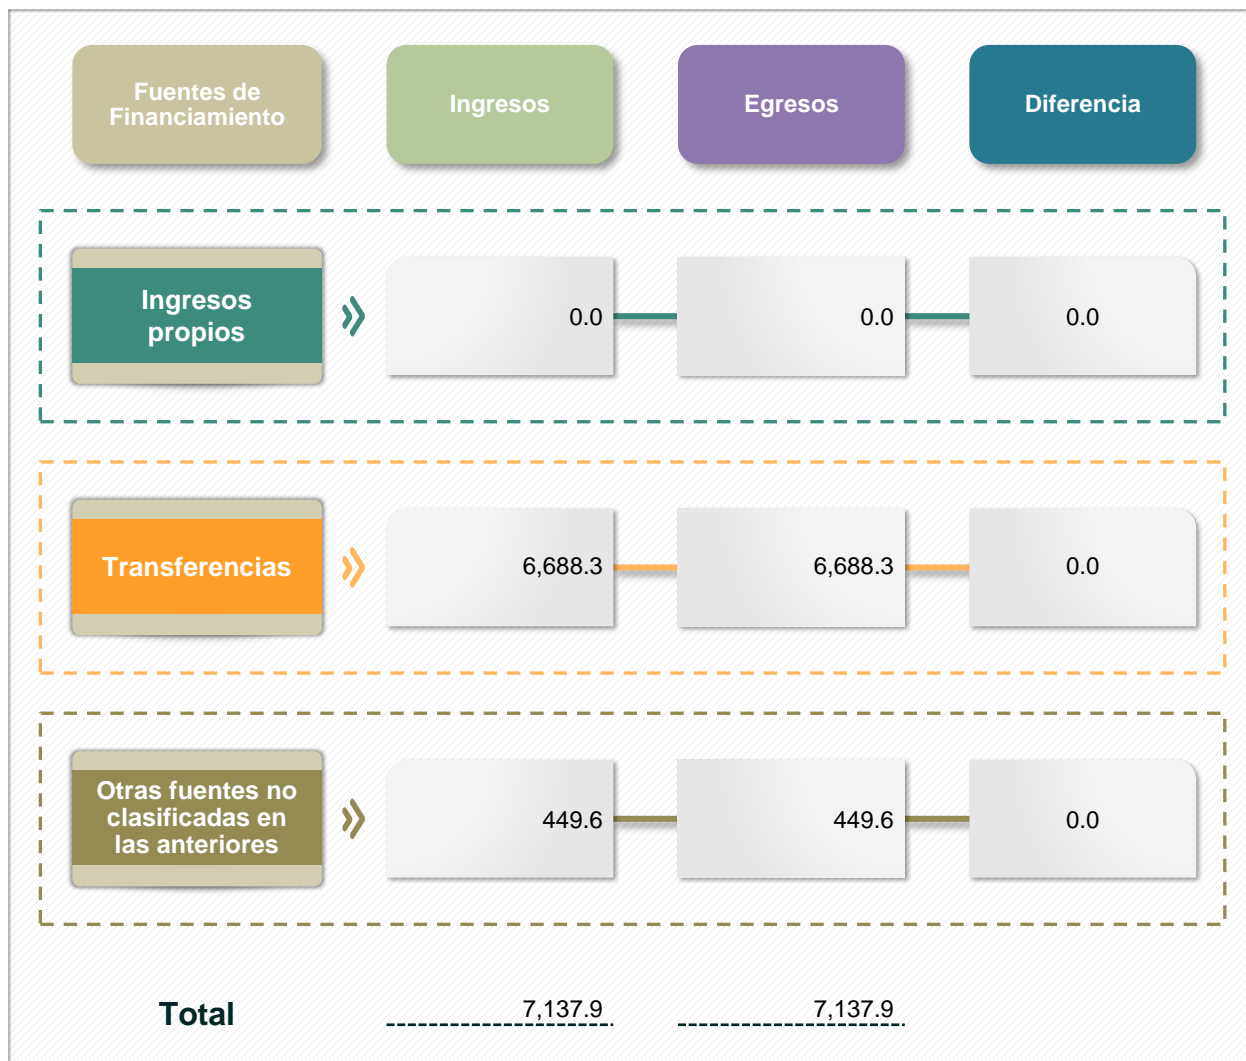 Fuentes de
Financiamiento
Ingresos
Egresos
Diferencia
Ingresos
propios
0.0
0.0
0.0
Transferencias
6,688.3
6,688.3
0.0
Otras fuentes no
clasificadas en
las anteriores
449.6
449.6
0.0
Total
7,137.9
7,137.9